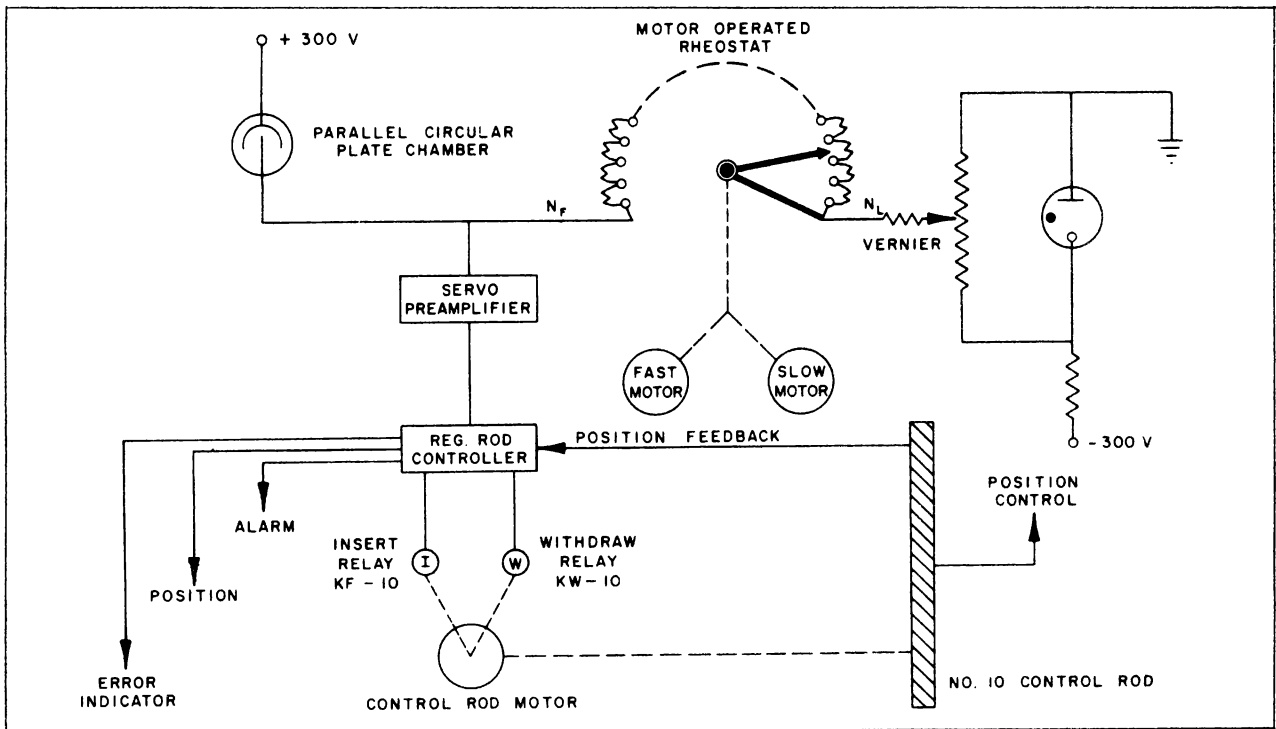 + 300 V
MOTOR OPERATED
RHEOSTAT
PARALLEL CIRCULAR
PLATE CHAMBER
NF
NL
VERNIER
SERVO
PREAMPLIFIER
FAST
MOTOR
SLOW
MOTOR
REG. ROD
CONTROLLER
POSITION FEEDBACK
- 300 V
POSITION
CONTROL
ALARM
INSERT
RELAY
KF - 10
I
W
WITHDRAW
RELAY
KW - 10
POSITION
ERROR
INDICATOR
CONTROL ROD MOTOR
NO. 10 CONTROL ROD